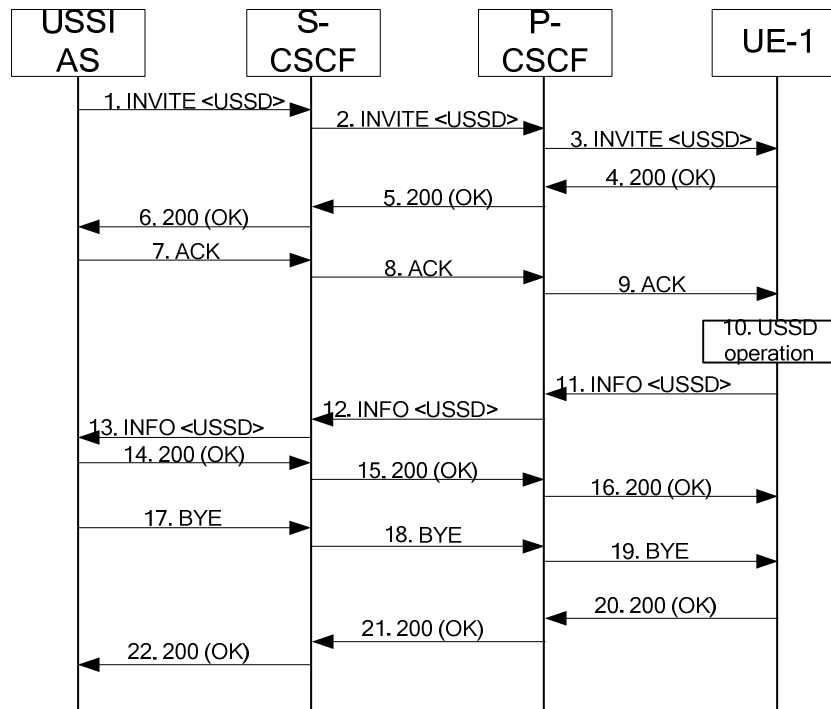 USSI
AS
S-
CSCF
P-
CSCF
UE-1
1. INVITE <USSD>
2. INVITE <USSD>
3. INVITE <USSD>
4. 200 (OK)
5. 200 (OK)
6. 200 (OK)
7. ACK
8. ACK
9. ACK
10. USSD
operation
11. INFO <USSD>
12. INFO <USSD>
13. INFO <USSD>
14. 200 (OK)
15. 200 (OK)
16. 200 (OK)
17. BYE
18. BYE
19. BYE
20. 200 (OK)
21. 200 (OK)
22. 200 (OK)